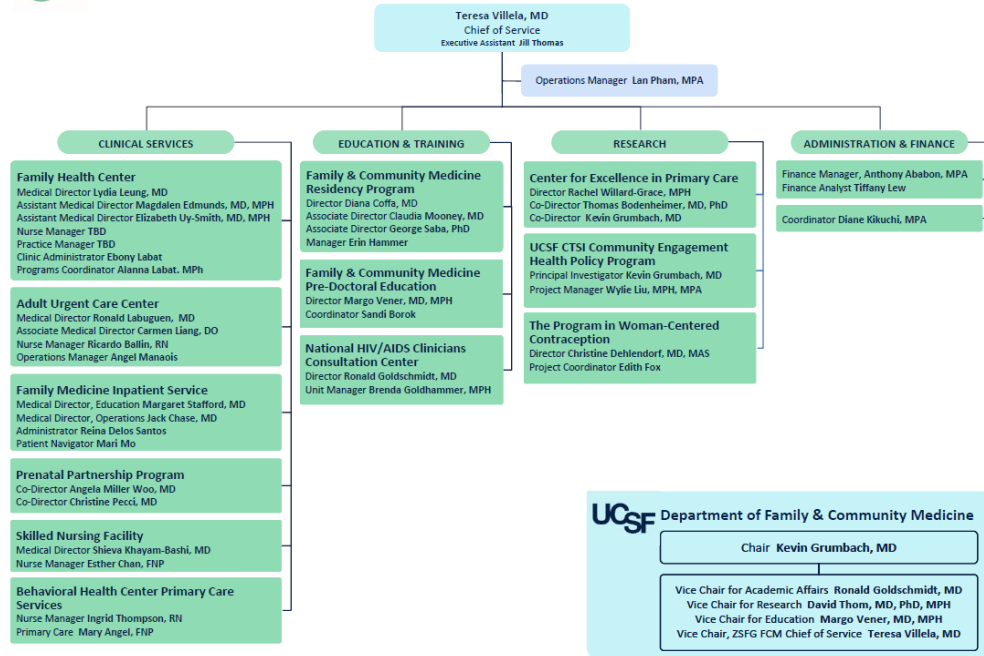 Teresa Villela, MD
Chief of Service
Executive Assistant Jill Thomas
Operations Manager Lan Pham, MPA
CLINICAL SERVICES
Family Health Center
Medical Director Lydia Leung, MD
Assistant Medical Director Magdalen Edmunds, MD, MPH
Assistant Medical Director Elizabeth Uy-Smith, MD, MPH
Nurse Manager TBD
Practice Manager TBD
Clinic Administrator Ebony Labat
Programs Coordinator Alanna Labat. MPh
Adult Urgent Care Center
Medical Director Ronald Labuguen, MD
Associate Medical Director Carmen Liang, DO
Nurse Manager Ricardo Ballin, RN
Operations Manager Angel Manaois
Family Medicine Inpatient Service
Medical Director, Education Margaret Stafford, MD
Medical Director, Operations Jack Chase, MD
Administrator Reina Delos Santos
Patient Navigator Mari Mo
Prenatal Partnership Program
Co-Director Angela Miller Woo, MD
Co-Director Christine Pecci, MD
Skilled Nursing Facility
Medical Director Shieva Khayam-Bashi, MD
Nurse Manager Esther Chan, FNP
Behavioral Health Center Primary Care
Services
Nurse Manager Ingrid Thompson, RN
Primary Care Mary Angel, FNP
EDUCATION & TRAINING
Family & Community Medicine
Residency Program
Director Diana Coffa, MD
Associate Director Claudia Mooney, MD
Associate Director George Saba, PhD
Manager Erin Hammer
Family & Community Medicine
Pre-Doctoral Education
Director Margo Vener, MD, MPH
Coordinator Sandi Borok
National HIV/AIDS Clinicians
Consultation Center
Director Ronald Goldschmidt, MD
Unit Manager Brenda Goldhammer, MPH
RESEARCH
Center for Excellence in Primary Care
Director Rachel Willard-Grace, MPH
Co-Director Thomas Bodenheimer, MD, PhD
Co-Director Kevin Grumbach, MD
UCSF CTSI Community Engagement
Health Policy Program
Principal Investigator Kevin Grumbach, MD
Project Manager Wylie Liu, MPH, MPA
The Program in Woman-Centered
Contraception
Director Christine Dehlendorf, MD, MAS
Project Coordinator Edith Fox
ADMINISTRATION & FINANCE
Finance Manager, Anthony Ababon, MPA
Finance Analyst Tiffany Lew
Coordinator Diane Kikuchi, MPA
UCSF Department of Family & Community Medicine
Chair Kevin Grumbach, MD
Vice Chair for Academic Affairs Ronald Goldschmidt, MD
Vice Chair for Research David Thom, MD, PhD, MPH
Vice Chair for Education Margo Vener, MD, MPH
Vice Chair, ZSFG FCM Chief of Service Teresa Villela, MD